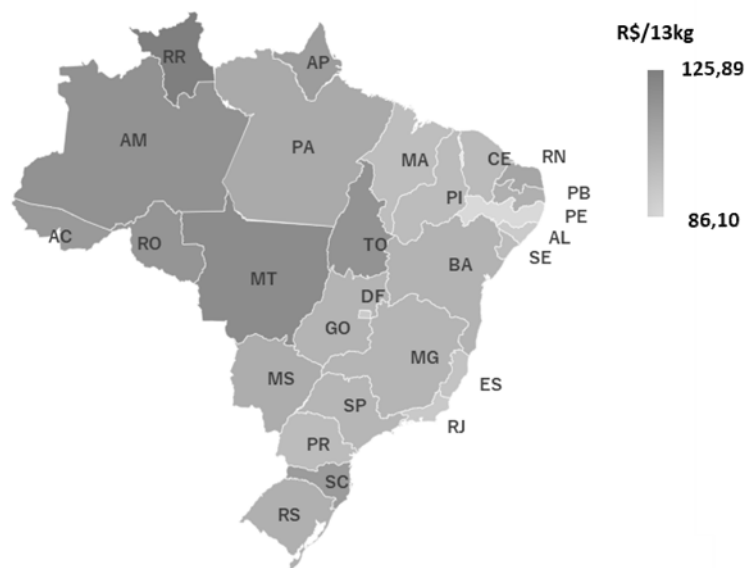 R$/13kg
125,89
86,10
RR
AP
AM
PA
MA
CE
RN
PI
PB
PE
AL
SE
AC
RO
TO
MT
BA
DF
GO
MG
MS
ES
SP
RJ
PR
SC
RS